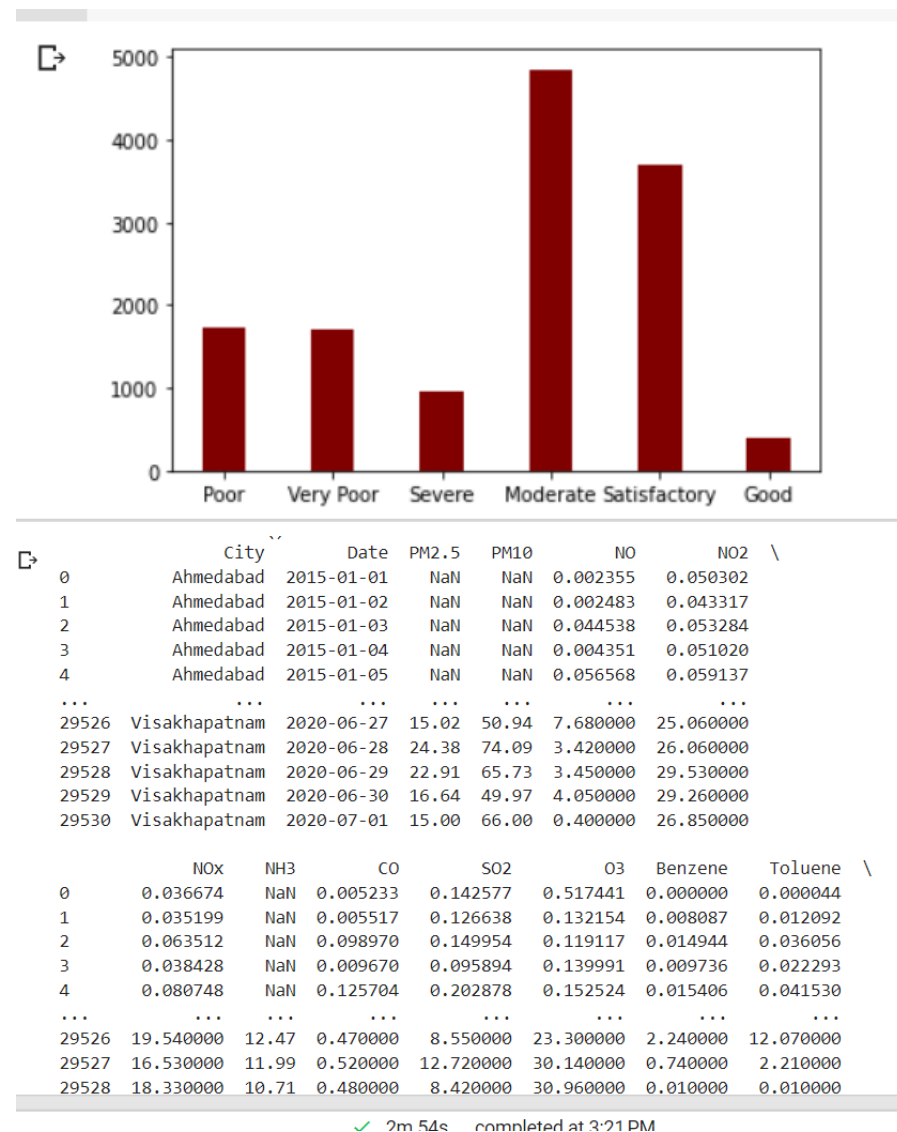 5000
4000
3000
2000
1000
0
Poor Very Poor Severe Moderate Satisfactory Good
City Date PM2.5 PM10 NO NO2 \
0 Ahmedabad 2015-01-01 NaN NaN 0.002355 0.050302
1 Ahmedabad 2015-01-02 NaN NaN 0.002483 0.043317
2 Ahmedabad 2015-01-03 NaN NaN 0.044538 0.053284
3 Ahmedabad 2015-01-04 NaN NaN 0.004351 0.051020
4 Ahmedabad 2015-01-05 NaN NaN 0.056568 0.059137
... ... ... ... ... ... ...
29526 Visakhapatnam 2020-06-27 15.02 50.94 7.680000 25.060000
29527 Visakhapatnam 2020-06-28 24.38 74.09 3.420000 26.060000
29528 Visakhapatnam 2020-06-29 22.91 65.73 3.450000 29.530000
29529 Visakhapatnam 2020-06-30 16.64 49.97 4.050000 29.260000
29530 Visakhapatnam 2020-07-01 15.00 66.00 0.400000 26.850000
NOx NH3 CO SO2 O3 Benzene Toluene \
0 0.036674 NaN 0.005233 0.142577 0.517441 0.000000 0.000044
1 0.035199 NaN 0.005517 0.126638 0.132154 0.008087 0.012092
2 0.063512 NaN 0.098970 0.149954 0.119117 0.014944 0.036056
3 0.038428 NaN 0.009670 0.095894 0.139991 0.009736 0.022293
4 0.080748 NaN 0.125704 0.202878 0.152524 0.015406 0.041530
... ... ... ... ... ... ... ...
29526 19.540000 12.47 0.470000 8.550000 23.300000 2.240000 12.070000
29527 16.530000 11.99 0.520000 12.720000 30.140000 0.740000 2.210000
29528 18.330000 10.71 0.480000 8.420000 30.960000 0.010000 0.010000
2m 54s completed at 3:21 PM